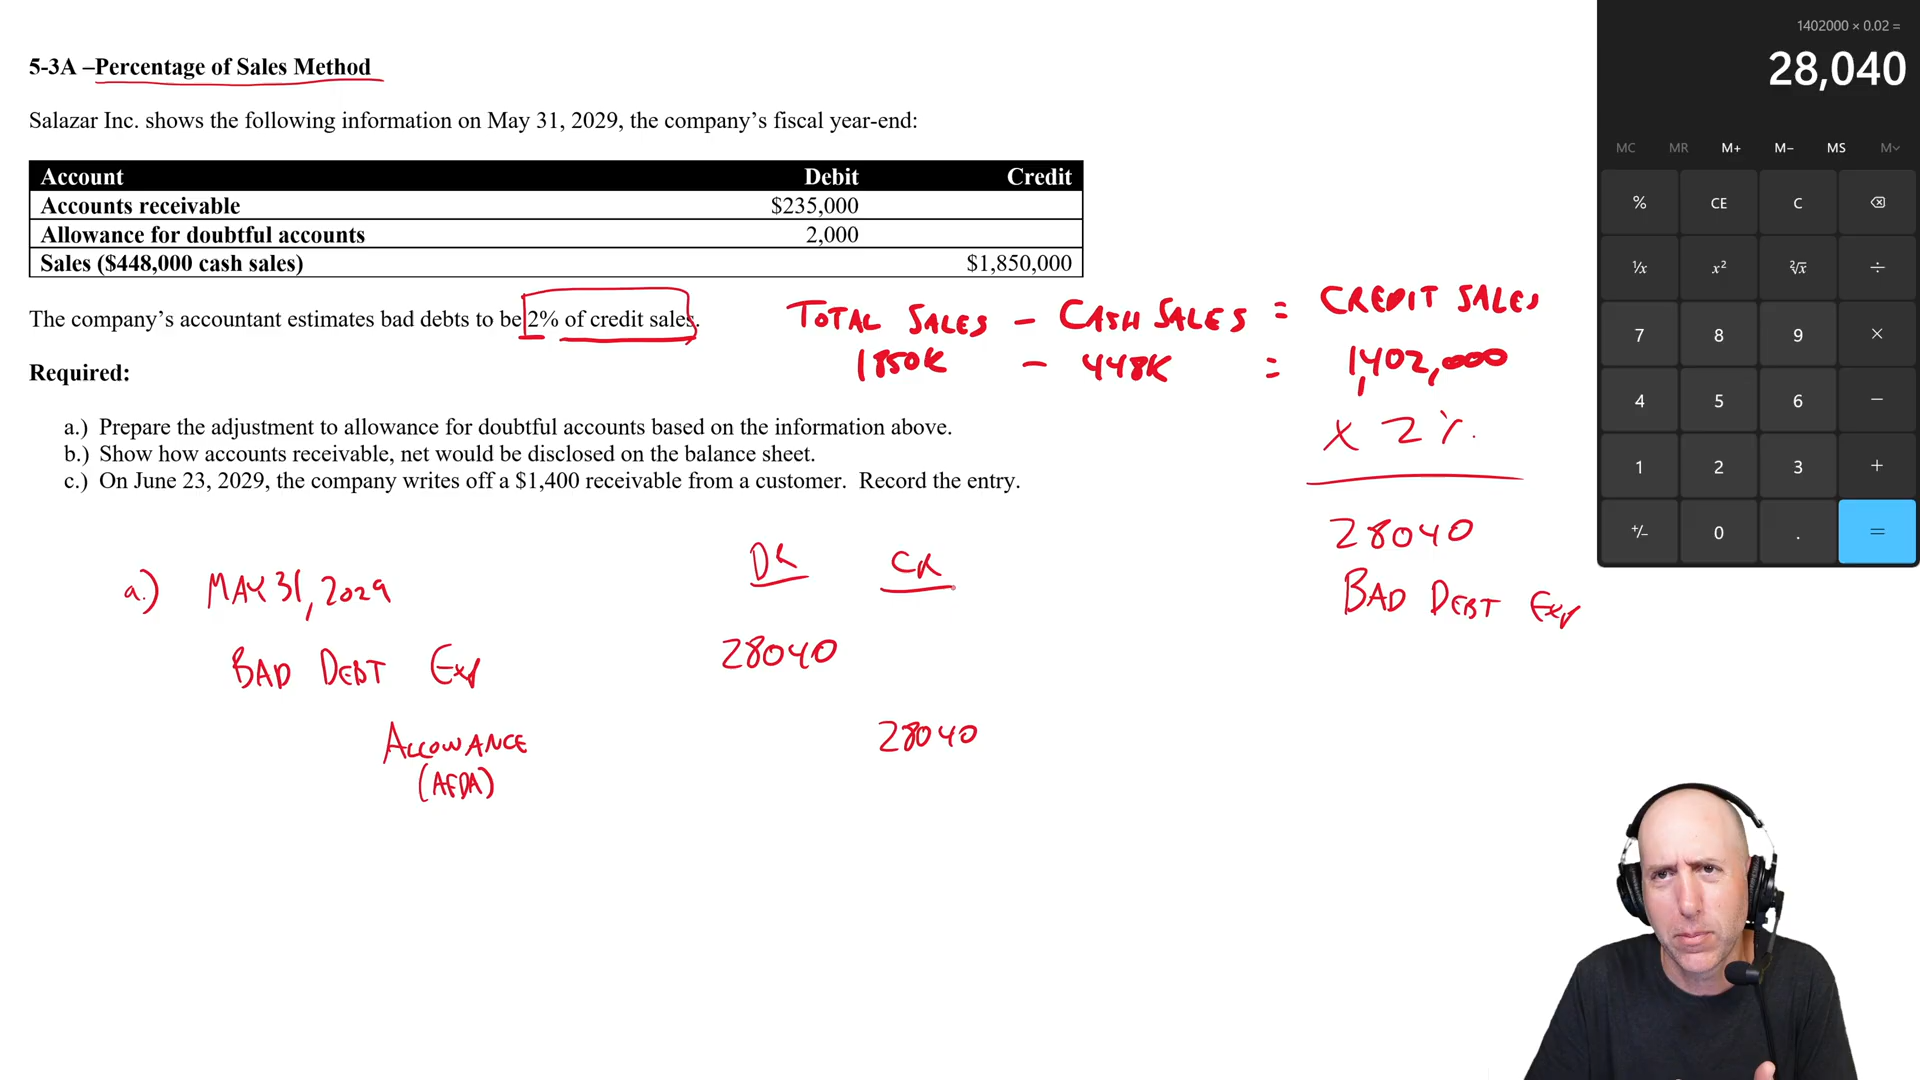 5-3A –Percentage of Sales Method
Salazar Inc. shows the following information on May 31, 2029, the company’s fiscal year-end:
Account Debit Credit
Accounts receivable $235,000
Allowance for doubtful accounts 2,000
Sales ($448,000 cash sales) $1,850,000
The company’s accountant estimates bad debts to be 2% of credit sales.
TOTAL SALES - CASH SALES = CREDIT SALES
1850K - 448K = 1,402,000
X 2%
28040
BAD DEBT Exp
Required:
a.) Prepare the adjustment to allowance for doubtful accounts based on the information above.
b.) Show how accounts receivable, net would be disclosed on the balance sheet.
c.) On June 23, 2029, the company writes off a $1,400 receivable from a customer. Record the entry.
DR CR
a.) MAY 31, 2029
BAD DEBT Exp 28040
ALLOWANCE 28040
(AFDA)
1402000 × 0.02 =
28,040
MC MR M+ M− MS M˅
% CE C ⌫
¹/x x² ²√x ÷
7 8 9 ×
4 5 6 −
1 2 3 +
+/− 0 . =